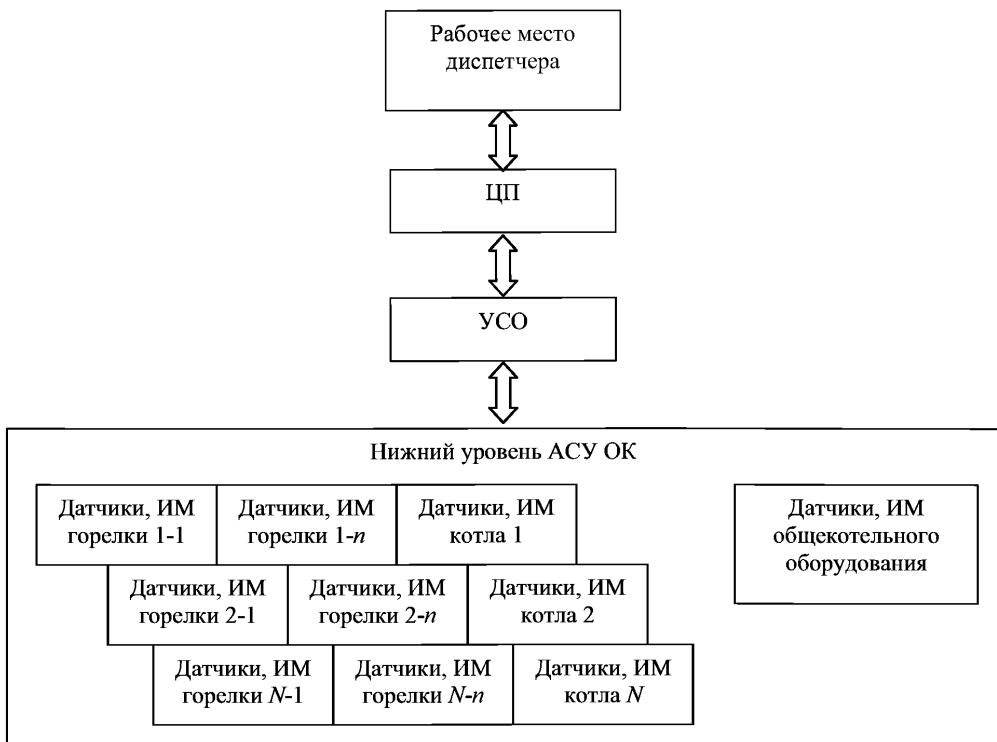 Рабочее место
диспетчера
ЦП
УСО
Нижний уровень АСУ ОК
Датчики, ИМ
горелки 1-1
Датчики, ИМ
горелки 1-n
Датчики, ИМ
котла 1
Датчики, ИМ
общекотельного
оборудования
Датчики, ИМ
горелки 2-1
Датчики, ИМ
горелки 2-n
Датчики, ИМ
котла 2
Датчики, ИМ
горелки N-1
Датчики, ИМ
горелки N-n
Датчики, ИМ
котла N